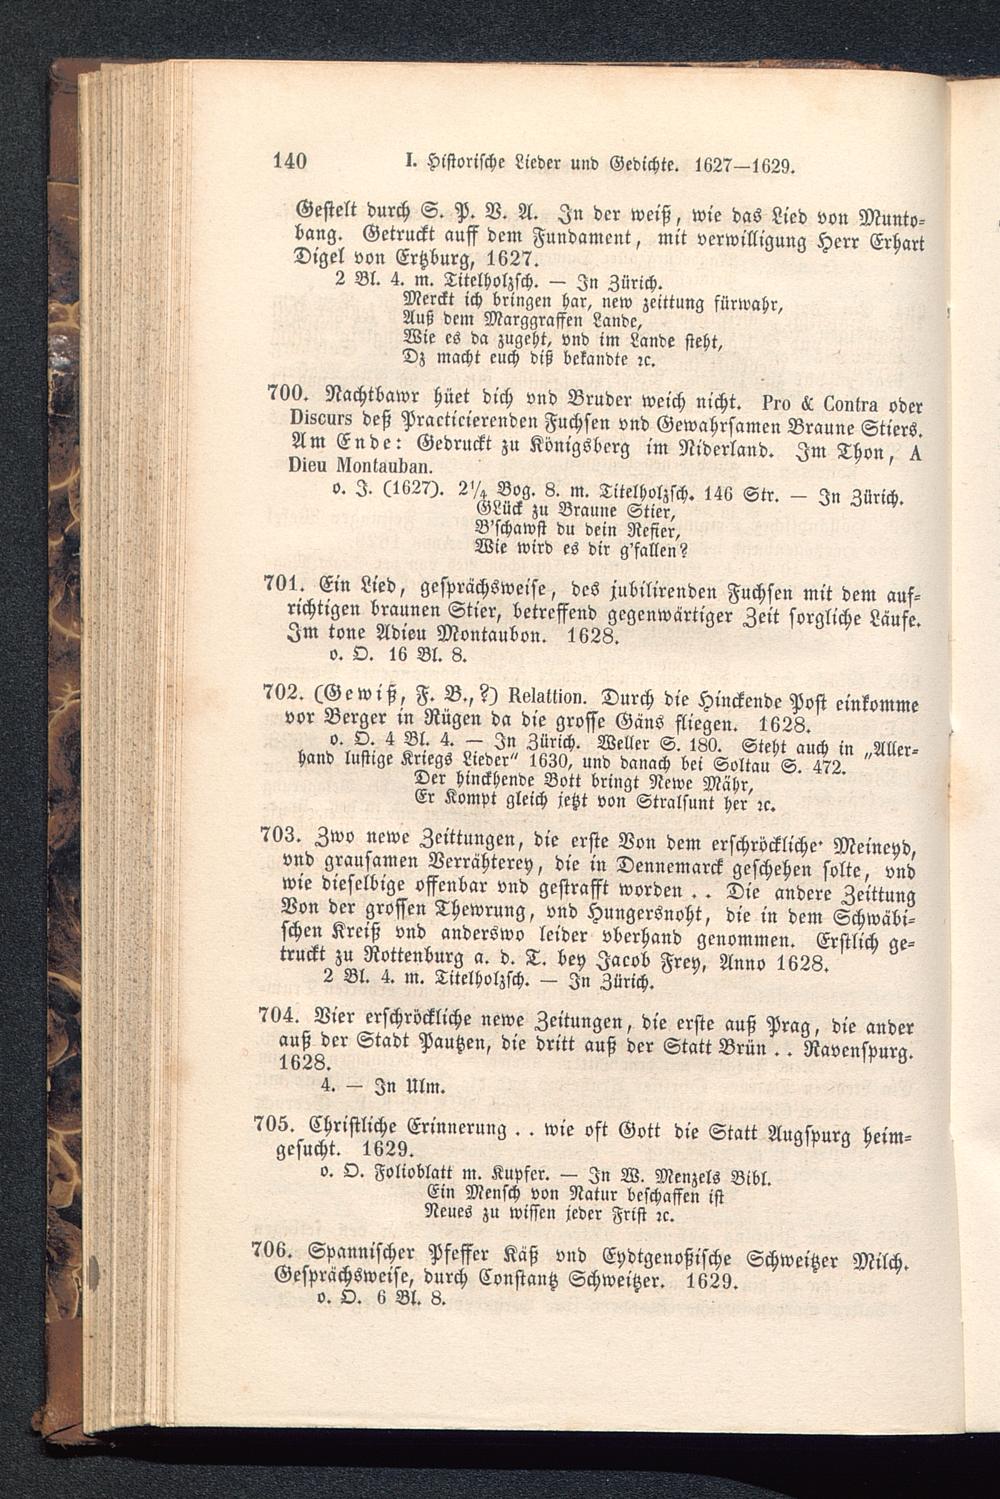 140 I. Historische Lieder und Gedichte. 1627—1629.
Gestelt durch S. P. V. A. In der weiß, wie das Lied von Munto-
bang. Getruckt auff dem Fundament, mit verwilligung Herr Erhart
Digel von Ertzburg, 1627.
2 Bl. 4. m. Titelholzsch. — In Zürich.
Merckt ich bringen har, new zeittung fürwahr,
Auß dem Marggraffen Lande,
Wie es da zugeht, vnd im Lande steht,
Dz macht euch diß bekandte ꝛc.
700. Nachtbawr hüet dich vnd Bruder weich nicht. Pro & Contra oder
Discurs deß Practicierenden Fuchsen vnd Gewahrsamen Braune Stiers.
Am Ende: Gedruckt zu Königsberg im Niderland. Im Thon, A
Dieu Montauban.
o. J. (1627). 2¼ Bog. 8. m. Titelholzsch. 146 Str. — In Zürich.
GLück zu Braune Stier,
B'schawst du dein Refier,
Wie wird es dir g'fallen?
701. Ein Lied, gesprächsweise, des jubilirenden Fuchsen mit dem auf-
richtigen braunen Stier, betreffend gegenwärtiger Zeit sorgliche Läufe.
Im tone Adieu Montaubon. 1628.
o. O. 16 Bl. 8.
702. (Gewiß, F. B.,?) Relattion. Durch die Hinckende Post einkomme
vor Berger in Rügen da die grosse Gäns fliegen. 1628.
o. O. 4 Bl. 4. — In Zürich. Weller S. 180. Steht auch in „Aller-
hand lustige Kriegs Lieder" 1630, und danach bei Soltau S. 472.
Der hinckhende Bott bringt Newe Mähr,
Er Kompt gleich jetzt von Stralsunt her ꝛc.
703. Zwo newe Zeittungen, die erste Von dem erschröckliche Meineyd,
vnd grausamen Verrähterey, die in Dennemarck geschehen solte, vnd
wie dieselbige offenbar vnd gestrafft worden . . Die andere Zeittung
Von der grossen Thewrung, vnd Hungersnoht, die in dem Schwäbi-
schen Kreiß vnd anderswo leider vberhand genommen. Erstlich ge-
truckt zu Rottenburg a. d. T. bey Jacob Frey, Anno 1628.
2 Bl. 4. m. Titelholzsch. — In Zürich.
704. Vier erschröckliche newe Zeitungen, die erste auß Prag, die ander
auß der Stadt Pautzen, die dritt auß der Statt Brün . . Ravenspurg.
1628.
4. — In Ulm.
705. Christliche Erinnerung . . wie oft Gott die Statt Augspurg heim-
gesucht. 1629.
o. O. Folioblatt m. Kupfer. — In W. Menzels Bibl.
Ein Mensch von Natur beschaffen ist
Neues zu wissen jeder Frist ꝛc.
706. Spannischer Pfeffer Käß vnd Eydtgenoßische Schweitzer Milch.
Gesprächsweise, durch Constantz Schweitzer. 1629.
o. O. 6 Bl. 8.